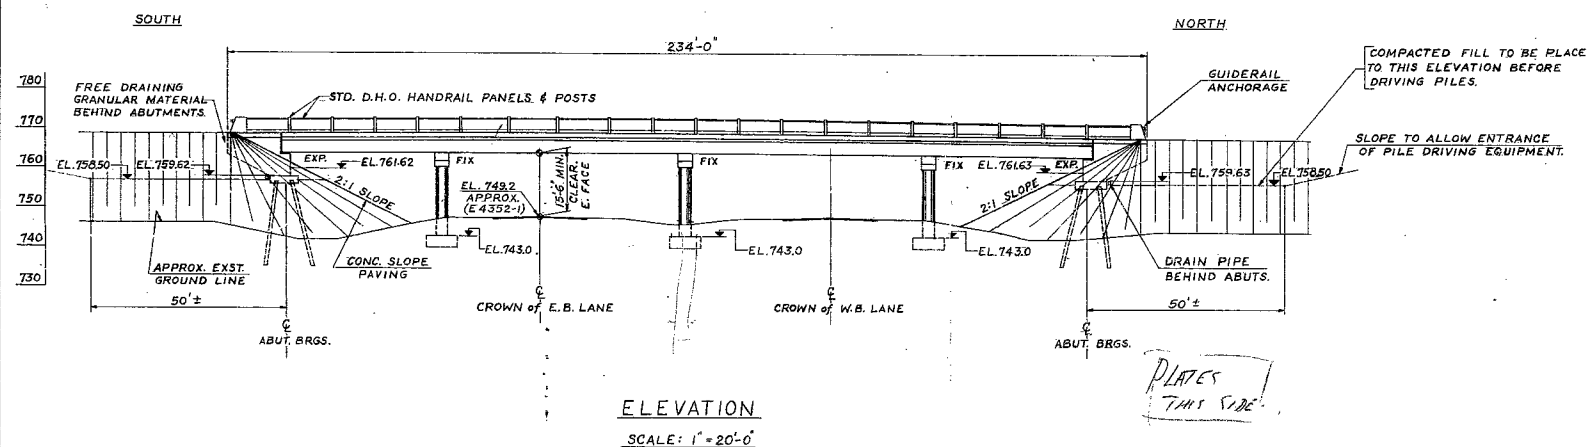 SOUTH
NORTH
234'-0"
COMPACTED FILL TO BE PLACE
TO THIS ELEVATION BEFORE
DRIVING PILES.
GUIDERAIL
ANCHORAGE
780
770
760
750
740
730
FREE DRAINING
GRANULAR MATERIAL
BEHIND ABUTMENTS.
STD. D.H.O. HANDRAIL PANELS & POSTS
SLOPE TO ALLOW ENTRANCE
OF PILE DRIVING EQUIPMENT.
EL.758.50
EL.759.62
EXP.
EL.761.62
FIX
15'-6" MIN.
CLEAR.
E. FACE
FIX
FIX
EL.761.63
EXP.
EL.759.63
EL.758.50
2:1 SLOPE
EL. 749.2
APPROX.
(E 4352-1)
2:1 SLOPE
EL.743.0
EL.743.0
EL.743.0
APPROX. EXST.
GROUND LINE
CONC. SLOPE
PAVING
DRAIN PIPE
BEHIND ABUTS.
50'±
50'±
℄
CROWN of E.B. LANE
℄
CROWN of W.B. LANE
℄
ABUT. BRGS.
℄
ABUT. BRGS.
PLATES
THIS SIDE.
ELEVATION
SCALE: 1" = 20'-0"